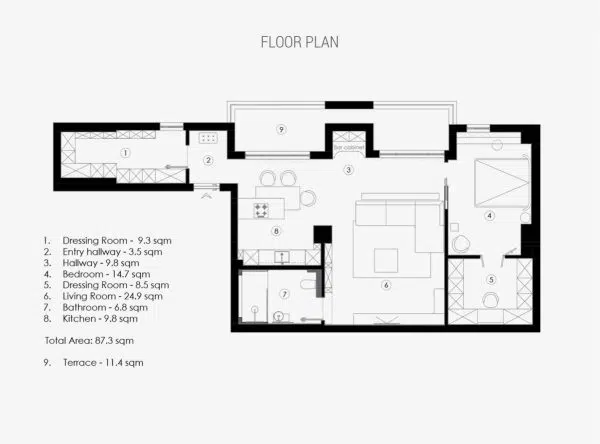 FLOOR PLAN
9
Bar cabinet
1
2
3
4
8
5
7
6
1. Dressing Room - 9.3 sqm
2. Entry hallway - 3.5 sqm
3. Hallway - 9.8 sqm
4. Bedroom - 14.7 sqm
5. Dressing Room - 8.5 sqm
6. Living Room - 24.9 sqm
7. Bathroom - 6.8 sqm
8. Kitchen - 9.8 sqm
Total Area: 87.3 sqm
9. Terrace - 11.4 sqm